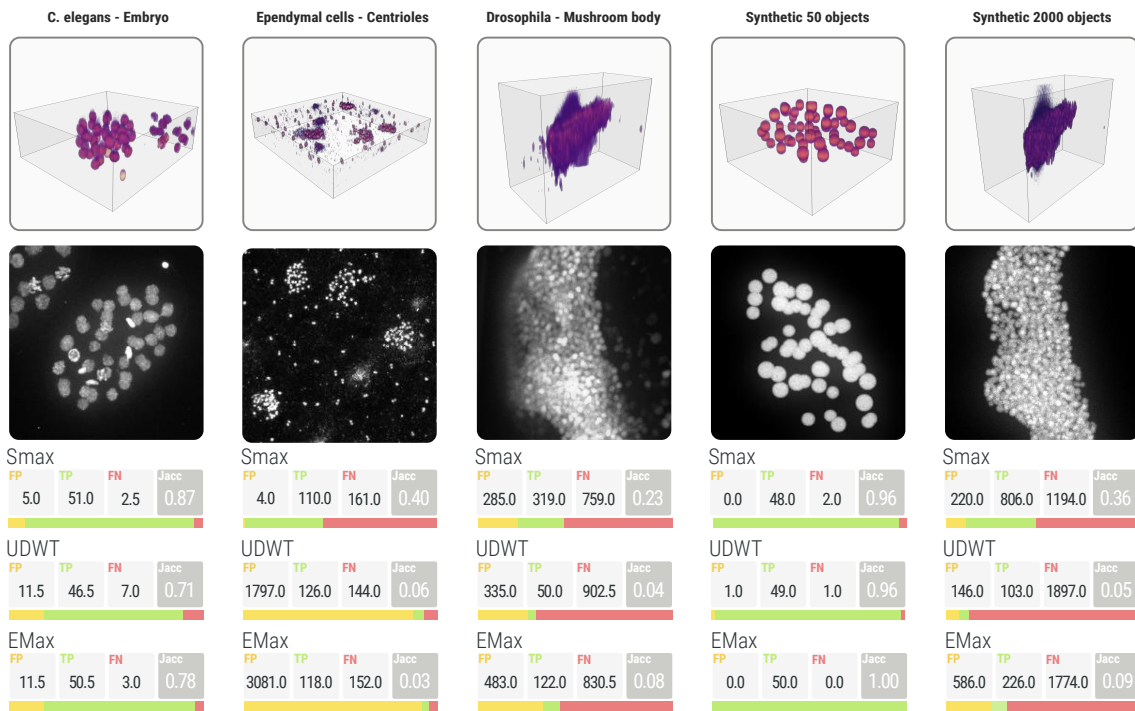 C. elegans - Embryo
Ependymal cells - Centrioles
Drosophila - Mushroom body
Synthetic 50 objects
Synthetic 2000 objects
Smax Smax Smax Smax Smax
FP TP FN Jacc FP TP FN Jacc FP TP FN Jacc FP TP FN Jacc FP TP FN Jacc
5.0 51.0 2.5 0.87 4.0 110.0 161.0 0.40 285.0 319.0 759.0 0.23 0.0 48.0 2.0 0.96 220.0 806.0 1194.0 0.36
UDWT UDWT UDWT UDWT UDWT
FP TP FN Jacc FP TP FN Jacc FP TP FN Jacc FP TP FN Jacc FP TP FN Jacc
11.5 46.5 7.0 0.71 1797.0 126.0 144.0 0.06 335.0 50.0 902.5 0.04 1.0 49.0 1.0 0.96 146.0 103.0 1897.0 0.05
EMax EMax EMax EMax EMax
FP TP FN Jacc FP TP FN Jacc FP TP FN Jacc FP TP FN Jacc FP TP FN Jacc
11.5 50.5 3.0 0.78 3081.0 118.0 152.0 0.03 483.0 122.0 830.5 0.08 0.0 50.0 0.0 1.00 586.0 226.0 1774.0 0.09